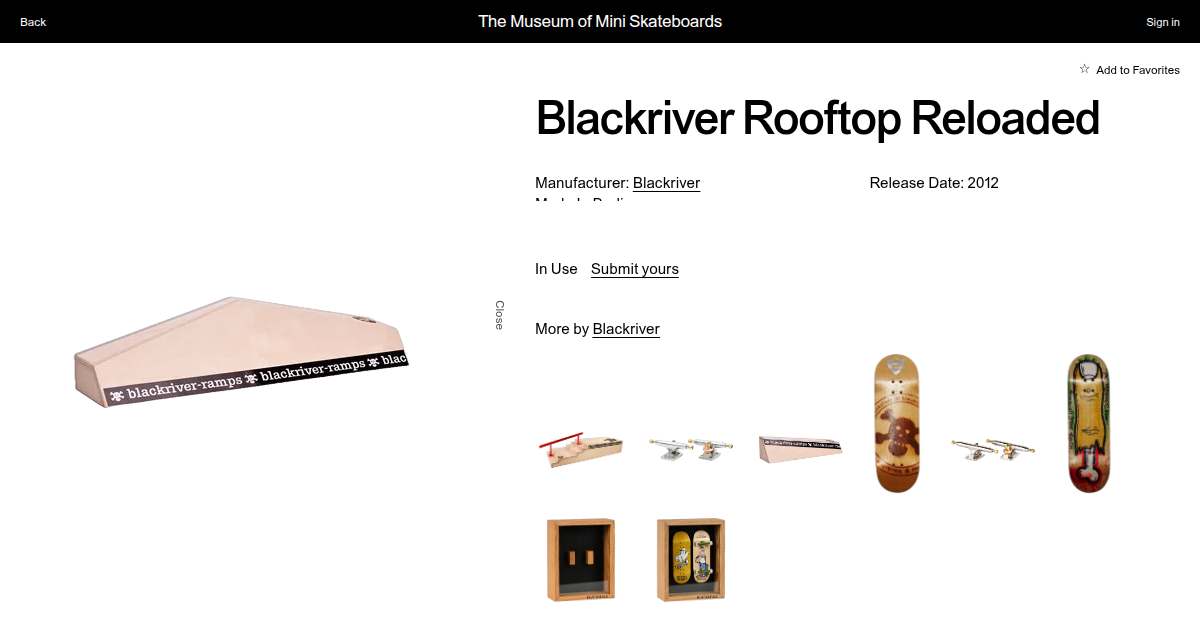 Back
The Museum of Mini Skateboards
Sign in
☆ Add to Favorites
Blackriver Rooftop Reloaded
Manufacturer: Blackriver
Release Date: 2012
In Use Submit yours
Close
More by Blackriver
blackriver-ramps blackriver-ramps blac